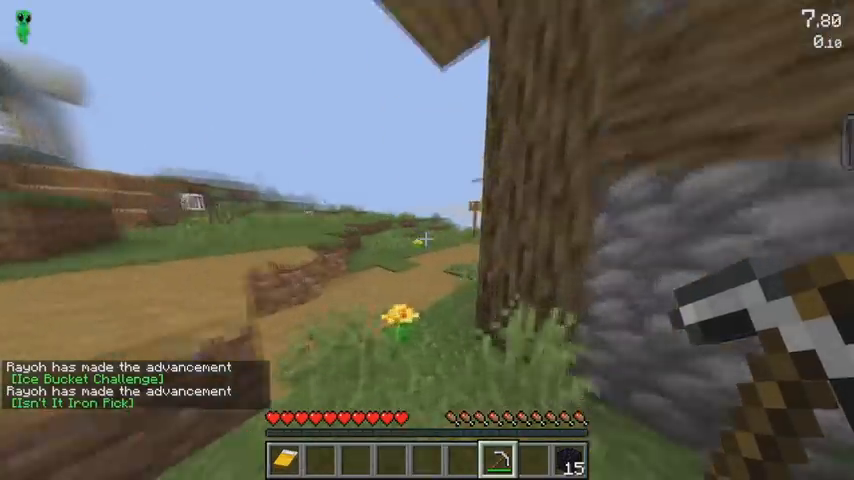 7.80
0.10
Rayoh has made the advancement
[Ice Bucket Challenge]
Rayoh has made the advancement
[Isn't It Iron Pick]
15